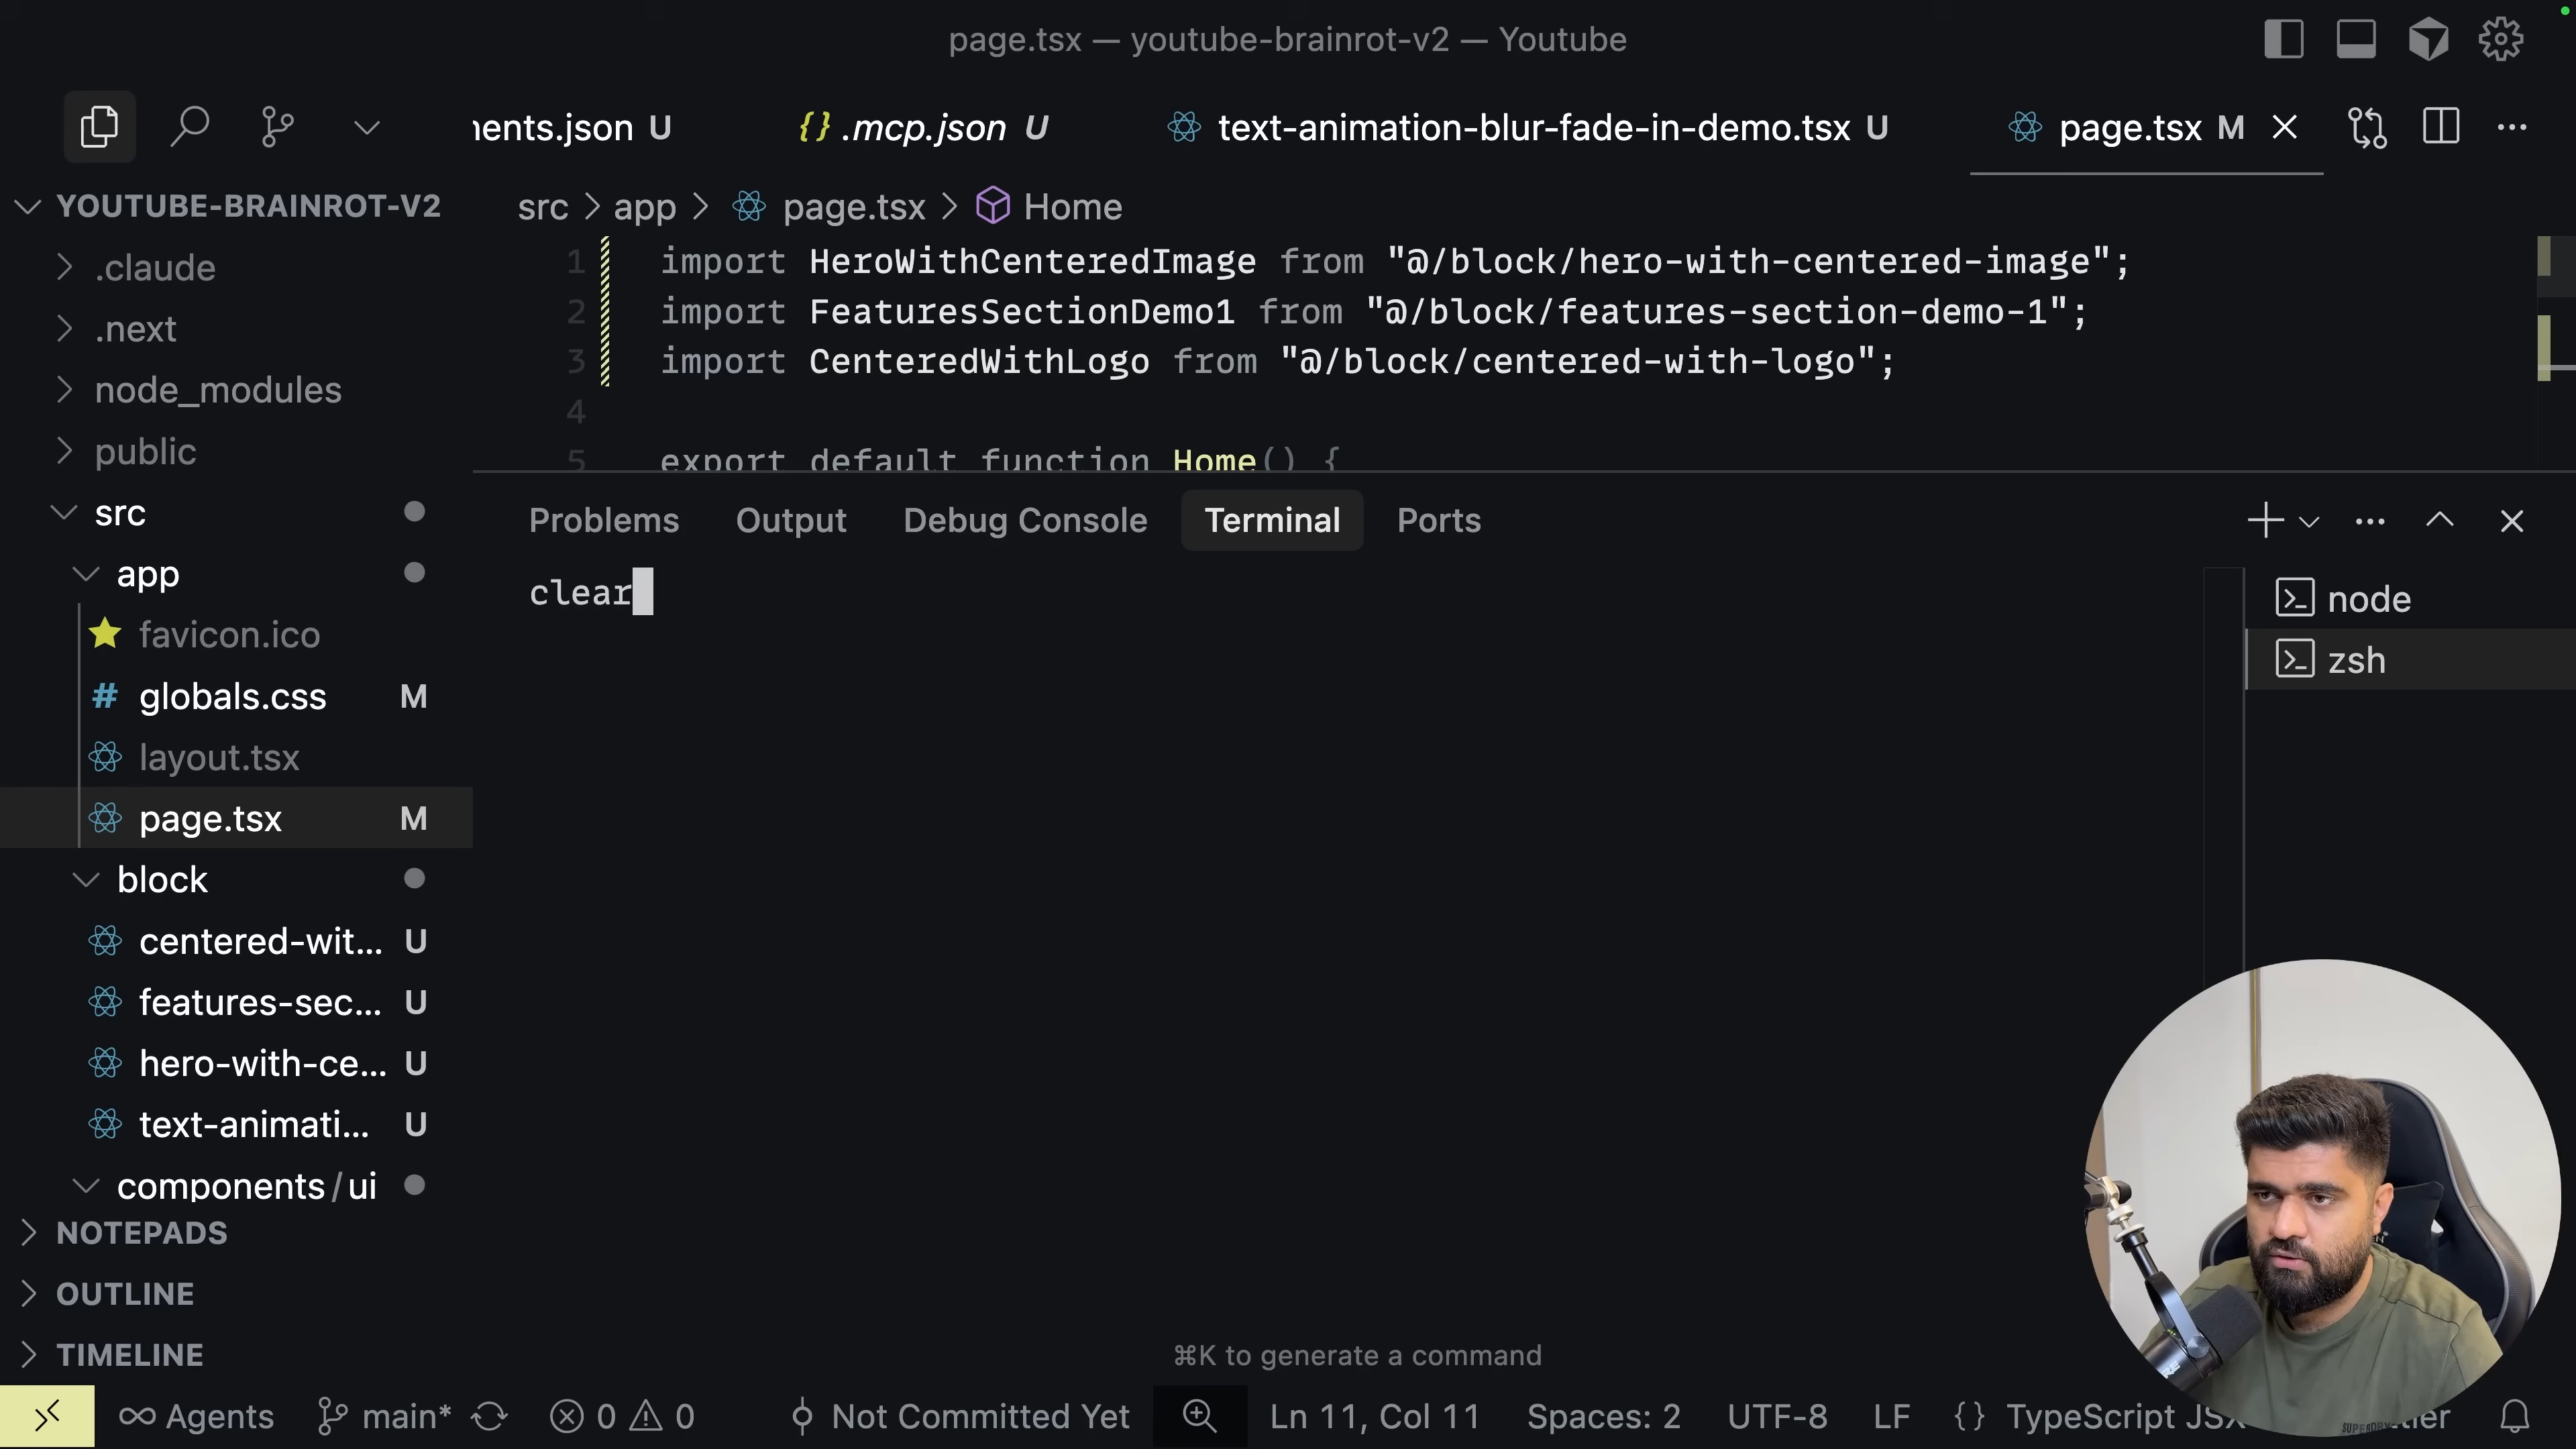 page.tsx — youtube-brainrot-v2 — Youtube
nents.json U
{} .mcp.json U
text-animation-blur-fade-in-demo.tsx U
page.tsx M
YOUTUBE-BRAINROT-V2
.claude
.next
node_modules
public
src
app
favicon.ico
# globals.css M
layout.tsx
page.tsx M
block
centered-wit... U
features-sec... U
hero-with-ce... U
text-animati... U
components/ui
NOTEPADS
OUTLINE
TIMELINE
src > app > page.tsx > Home
1 import HeroWithCenteredImage from "@/block/hero-with-centered-image";
2 import FeaturesSectionDemo1 from "@/block/features-section-demo-1";
3 import CenteredWithLogo from "@/block/centered-with-logo";
4
5 export default function Home() {
Problems Output Debug Console Terminal Ports
clear
node
zsh
⌘K to generate a command
Agents main* 0 0 Not Committed Yet Ln 11, Col 11 Spaces: 2 UTF-8 LF {} TypeScript JSX